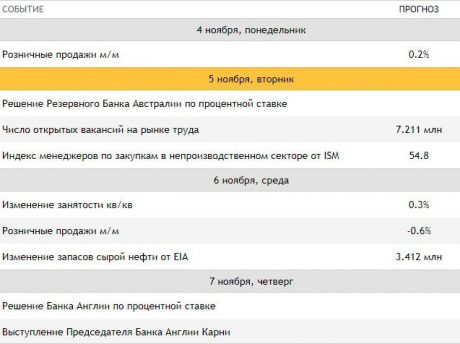 СОБЫТИЕ ПРОГНОЗ
4 ноября, понедельник
Розничные продажи м/м 0.2%
5 ноября, вторник
Решение Резервного Банка Австралии по процентной ставке
Число открытых вакансий на рынке труда 7.211 млн
Индекс менеджеров по закупкам в непроизводственном секторе от ISM 54.8
6 ноября, среда
Изменение занятости кв/кв 0.3%
Розничные продажи м/м -0.6%
Изменение запасов сырой нефти от EIA 3.412 млн
7 ноября, четверг
Решение Банка Англии по процентной ставке
Выступление Председателя Банка Англии Карни